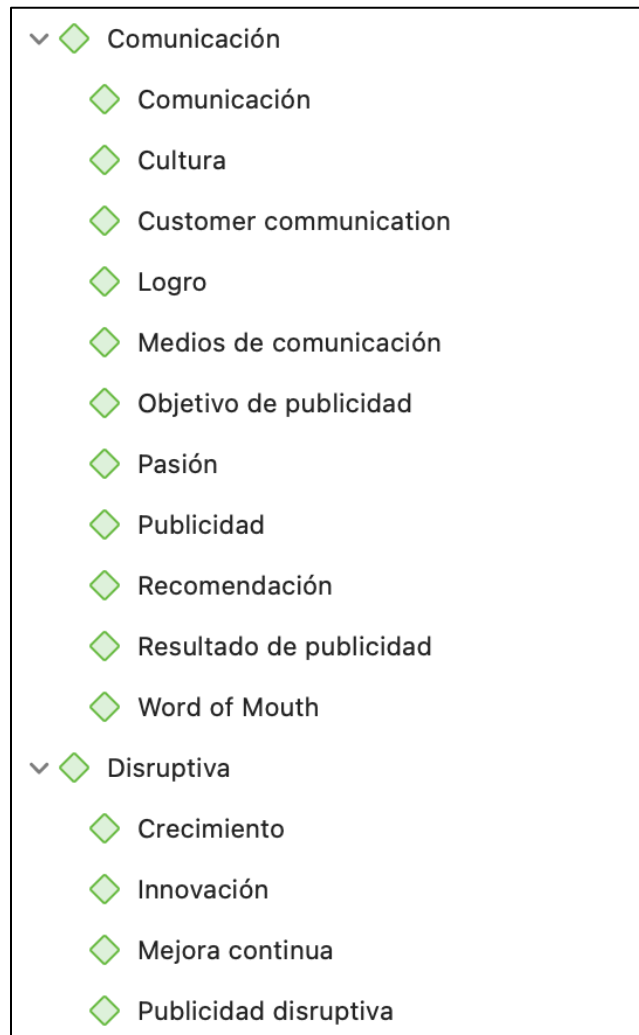 Comunicación
Comunicación
Cultura
Customer communication
Logro
Medios de comunicación
Objetivo de publicidad
Pasión
Publicidad
Recomendación
Resultado de publicidad
Word of Mouth
Disruptiva
Crecimiento
Innovación
Mejora continua
Publicidad disruptiva